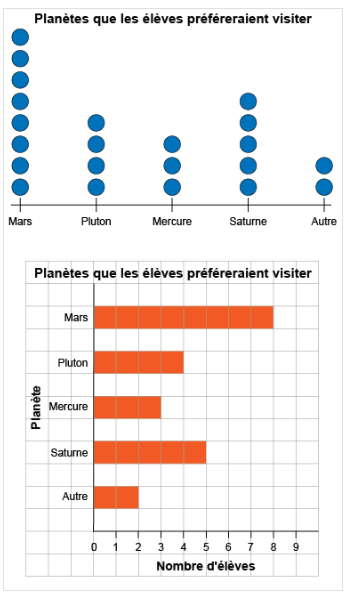 Planètes que les élèves préféreraient visiter
Mars Pluton Mercure Saturne Autre
Planètes que les élèves préféreraient visiter
Planète
Mars
Pluton
Mercure
Saturne
Autre
0 1 2 3 4 5 6 7 8 9
Nombre d'élèves